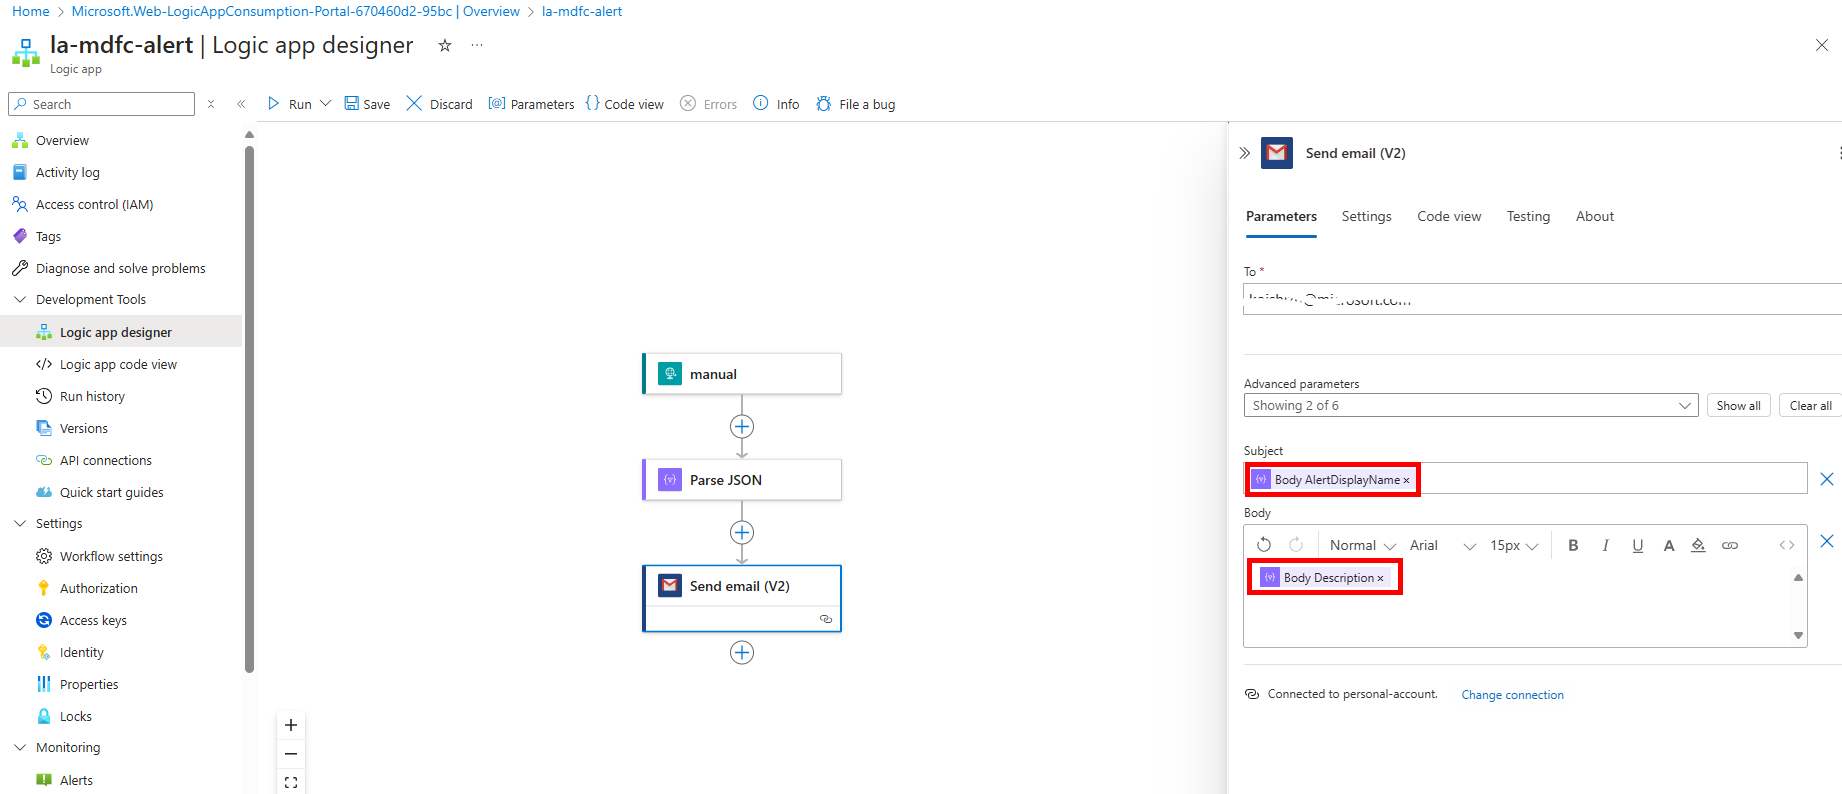 Home > Microsoft.Web-LogicAppConsumption-Portal-670460d2-95bc | Overview > la-mdfc-alert
la-mdfc-alert | Logic app designer
Logic app
Search
Run
Save
Discard
Parameters
Code view
Errors
Info
File a bug
Overview
Activity log
Access control (IAM)
Tags
Diagnose and solve problems
Development Tools
Logic app designer
Logic app code view
Run history
Versions
API connections
Quick start guides
Settings
Workflow settings
Authorization
Access keys
Identity
Properties
Locks
Monitoring
Alerts
manual
Parse JSON
Send email (V2)
Send email (V2)
Parameters
Settings
Code view
Testing
About
To *
Advanced parameters
Showing 2 of 6
Show all
Clear all
Subject
Body AlertDisplayName ×
Body
Normal
Arial
15px
B
I
U
A
Body Description ×
Connected to personal-account.
Change connection